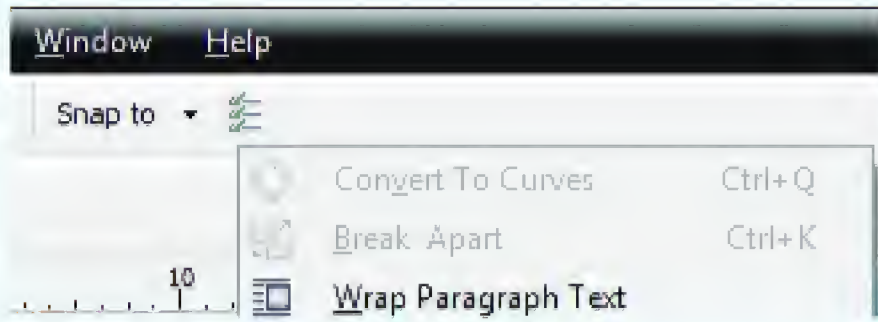 Window Help
Snap to
Convert To Curves Ctrl+Q
Break Apart Ctrl+K
10
Wrap Paragraph Text